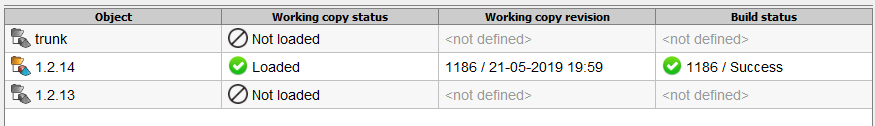 Object Working copy status Working copy revision Build status
trunk Not loaded <not defined> <not defined>
1.2.14 Loaded 1186 / 21-05-2019 19:59 1186 / Success
1.2.13 Not loaded <not defined> <not defined>